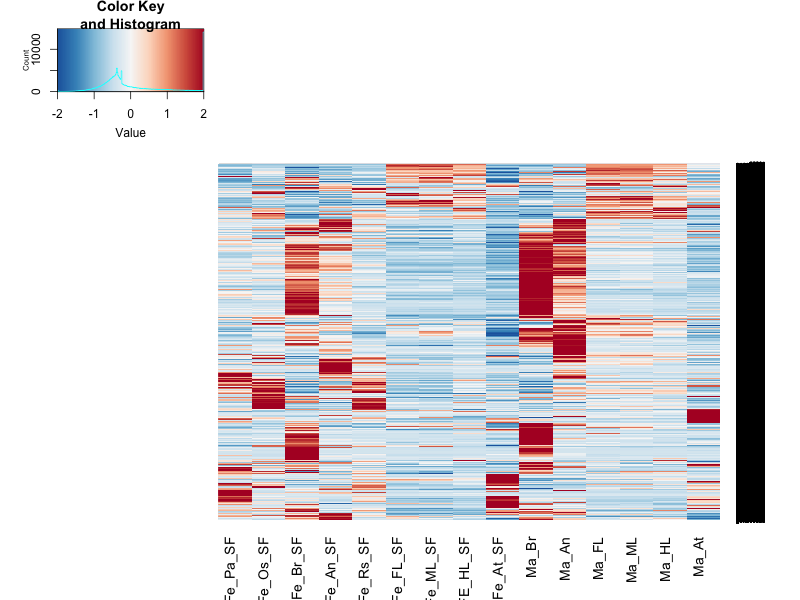 Color Key
and Histogram
Count
0
10000
-2 -1 0 1 2
Value
Fe_Pa_SF
Fe_Os_SF
Fe_Br_SF
Fe_An_SF
Fe_Rs_SF
Fe_FL_SF
Fe_ML_SF
FE_HL_SF
Fe_At_SF
Ma_Br
Ma_An
Ma_FL
Ma_ML
Ma_HL
Ma_At